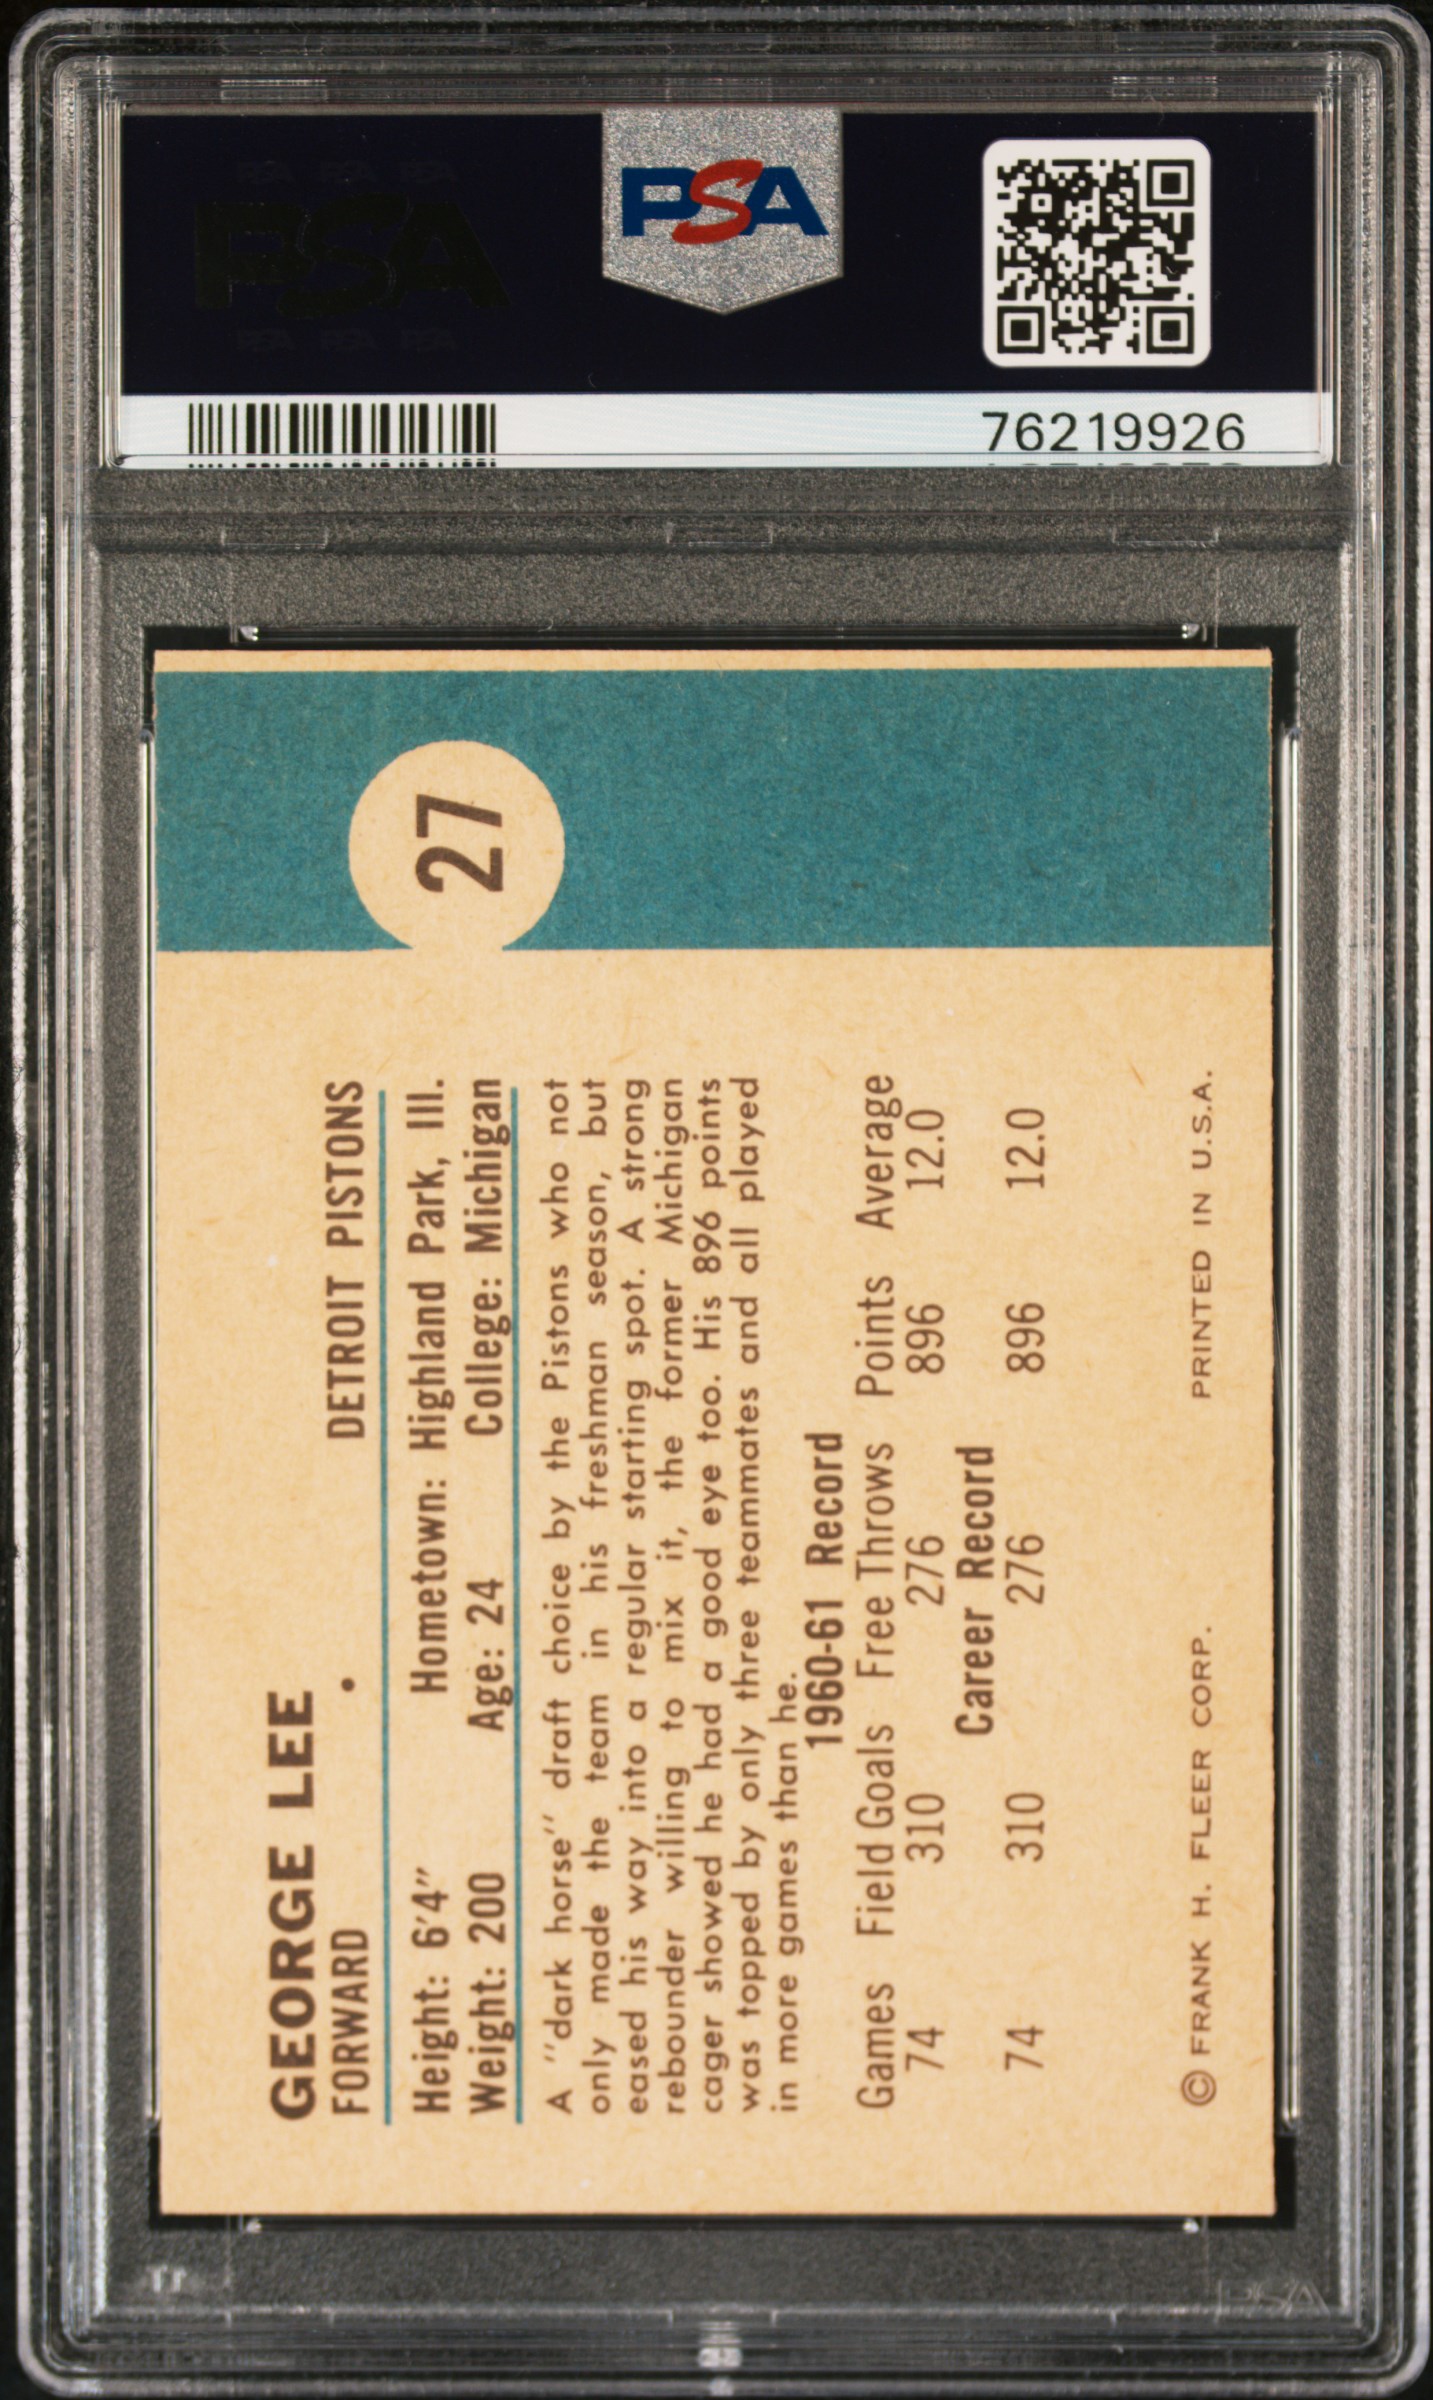 PSA
76219926
27
GEORGE LEE
FORWARD • DETROIT PISTONS
Height: 6'4" Hometown: Highland Park, Ill.
Weight: 200 Age: 24 College: Michigan
A "dark horse" draft choice by the Pistons who not
only made the team in his freshman season, but
eased his way into a regular starting spot. A strong
rebounder willing to mix it, the former Michigan
cager showed he had a good eye too. His 896 points
was topped by only three teammates and all played
in more games than he.
1960-61 Record
Games Field Goals Free Throws Points Average
74 310 276 896 12.0
Career Record
74 310 276 896 12.0
© FRANK H. FLEER CORP. PRINTED IN U.S.A.
PSA